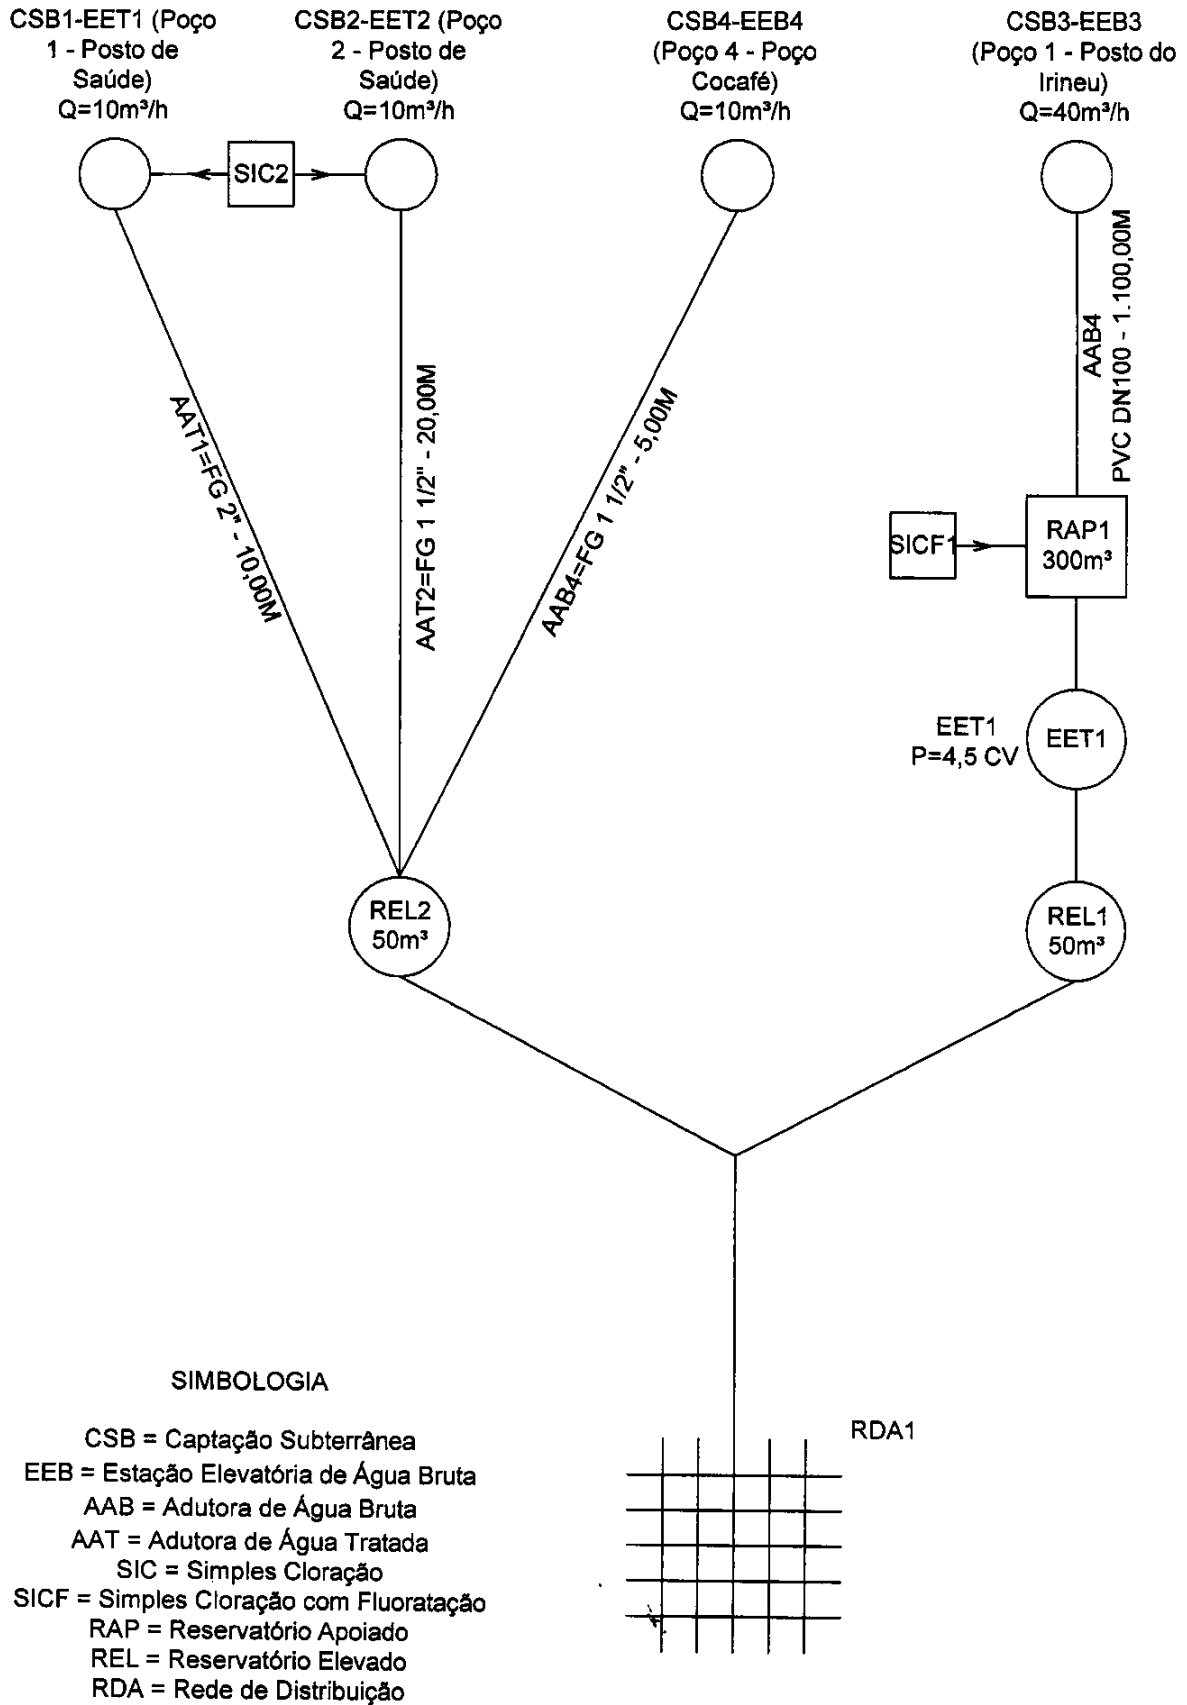 CSB1-EET1 (Poço
1 - Posto de
Saúde)
Q=10m³/h
CSB2-EET2 (Poço
2 - Posto de
Saúde)
Q=10m³/h
CSB4-EEB4
(Poço 4 - Poço
Cocafé)
Q=10m³/h
CSB3-EEB3
(Poço 1 - Posto do
Irineu)
Q=40m³/h
SIC2
AAT1=FG 2" - 10,00M
AAT2=FG 1 1/2" - 20,00M
AAB4=FG 1 1/2" - 5,00M
AAB4
PVC DN100 - 1.100,00M
SICF1
RAP1
300m³
EET1
P=4,5 CV
EET1
REL2
50m³
REL1
50m³
SIMBOLOGIA
CSB = Captação Subterrânea
EEB = Estação Elevatória de Água Bruta
AAB = Adutora de Água Bruta
AAT = Adutora de Água Tratada
SIC = Simples Cloração
SICF = Simples Cloração com Fluoratação
RAP = Reservatório Apoiado
REL = Reservatório Elevado
RDA = Rede de Distribuição
RDA1